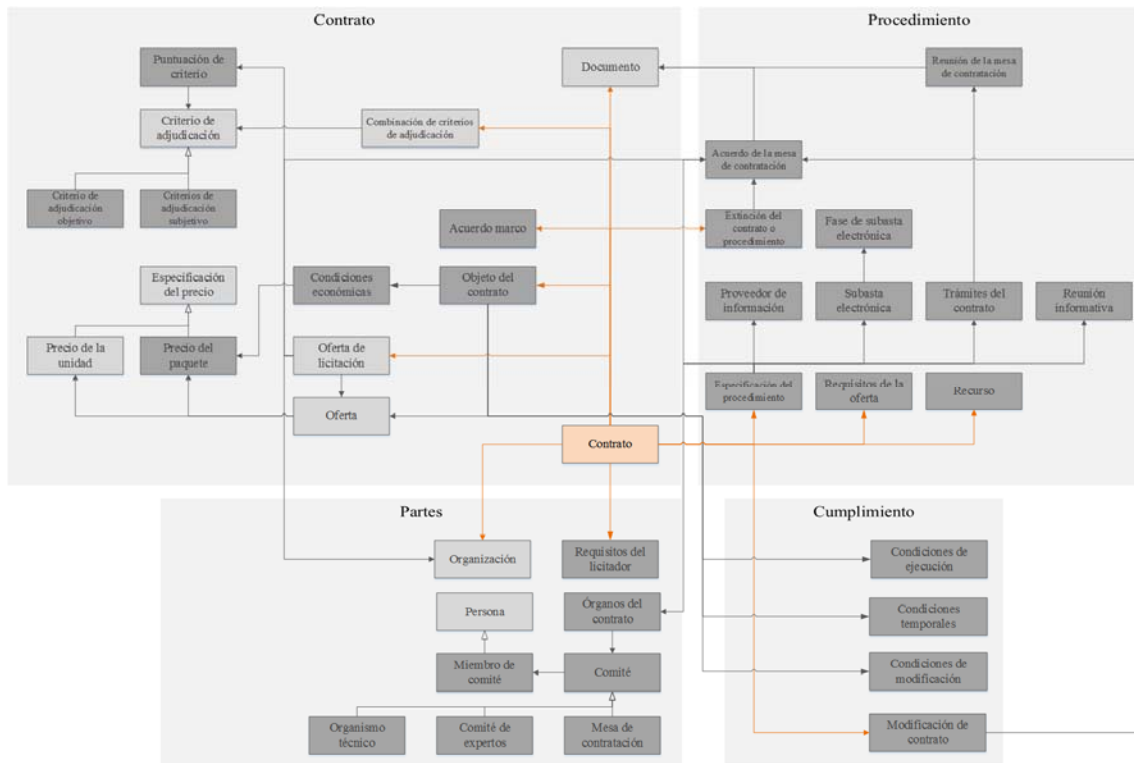 Contrato
Puntuación de
criterio
Documento
Criterio de
adjudicación
Combinación de criterios
de adjudicación
Criterio de
adjudicación
objetivo
Criterios de
adjudicación
subjetivo
Acuerdo marco
Especificación
del precio
Condiciones
económicas
Objeto del
contrato
Precio de la
unidad
Precio del
paquete
Oferta de
licitación
Oferta
Contrato
Procedimiento
Reunión de la mesa
de contratación
Acuerdo de la mesa
de contratación
Extinción del
contrato o
procedimiento
Fase de subasta
electrónica
Proveedor de
información
Subasta
electrónica
Trámites del
contrato
Reunión
informativa
Especificación del
procedimiento
Requisitos de la
oferta
Recurso
Partes
Organización
Requisitos del
licitador
Persona
Órganos del
contrato
Miembro de
comité
Comité
Organismo
técnico
Comité de
expertos
Mesa de
contratación
Cumplimiento
Condiciones de
ejecución
Condiciones
temporales
Condiciones de
modificación
Modificación de
contrato